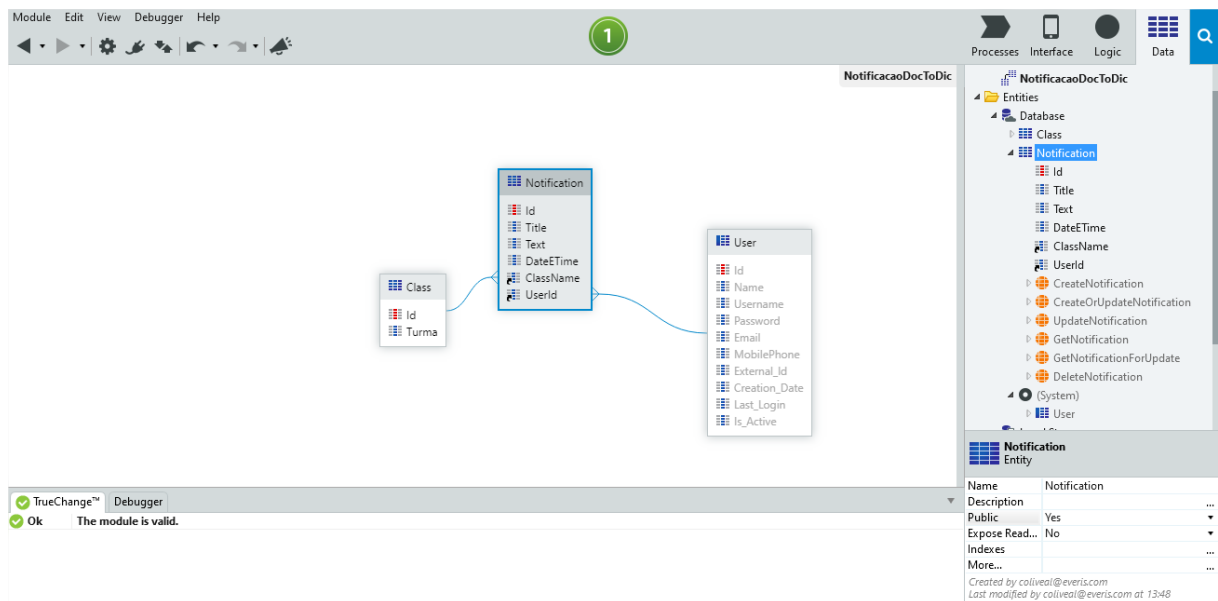 Module Edit View Debugger Help
1
Processes Interface Logic Data
NotificacaoDocToDic
Notification
Id
Title
Text
DateETime
ClassName
UserId
Class
Id
Turma
User
Id
Name
Username
Password
Email
MobilePhone
External_Id
Creation_Date
Last_Login
Is_Active
NotificacaoDocToDic
Entities
Database
Class
Notification
Id
Title
Text
DateETime
ClassName
UserId
CreateNotification
CreateOrUpdateNotification
UpdateNotification
GetNotification
GetNotificationForUpdate
DeleteNotification
(System)
User
Notification
Entity
Name Notification
Description ...
Public Yes
Expose Read... No
Indexes ...
More... ...
Created by coliveal@everis.com
Last modified by coliveal@everis.com at 13:48
TrueChange™ Debugger
Ok The module is valid.